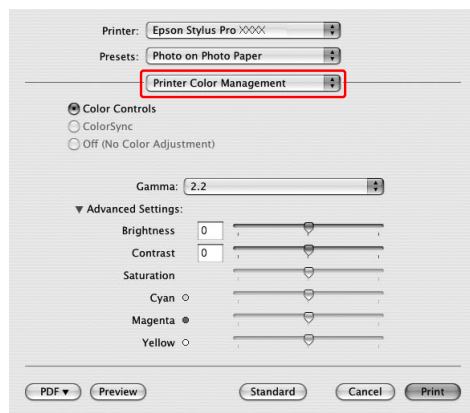 Printer: Epson Stylus Pro XXXX
Presets: Photo on Photo Paper
Printer Color Management
Color Controls
ColorSync
Off (No Color Adjustment)
Gamma: 2.2
▼ Advanced Settings:
Brightness 0
Contrast 0
Saturation
Cyan
Magenta
Yellow
PDF ▼ Preview Standard Cancel Print